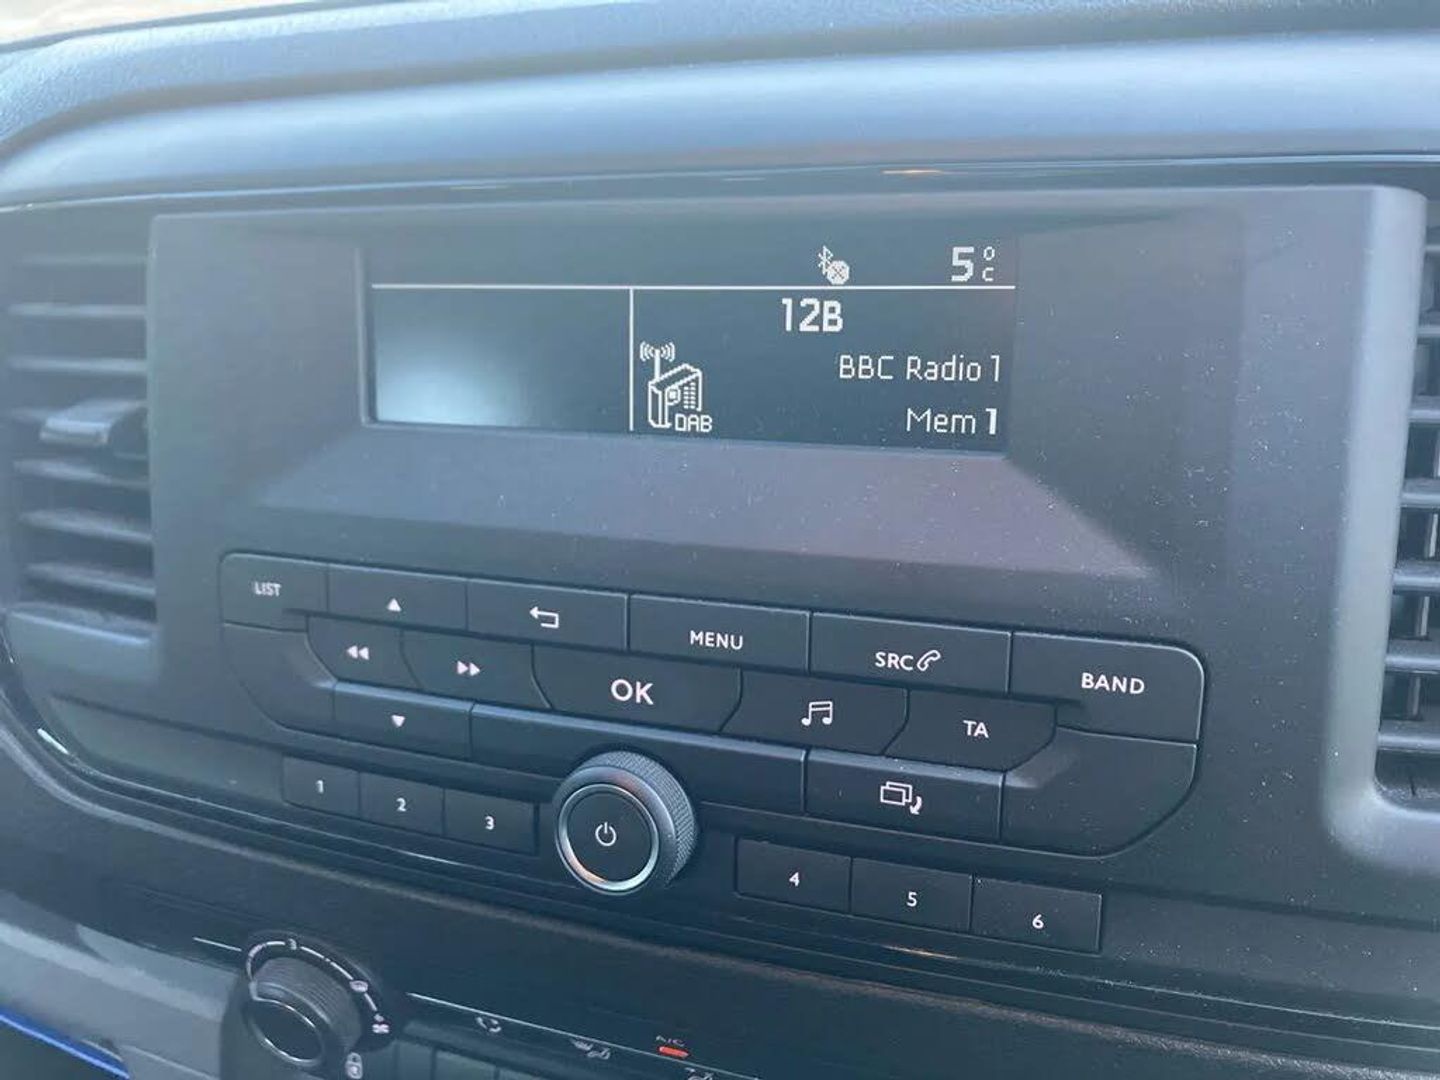 5°C
12B
BBC Radio 1
DAB
Mem 1
LIST
MENU
SRC
BAND
OK
TA
1
2
3
4
5
6
3
A/C